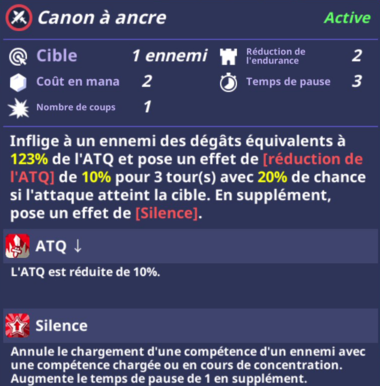 Canon à ancre Active
Cible 1 ennemi Réduction de l'endurance 2
Coût en mana 2 Temps de pause 3
Nombre de coups 1
Inflige à un ennemi des dégâts équivalents à
123% de l'ATQ et pose un effet de [réduction de
l'ATQ] de 10% pour 3 tour(s) avec 20% de chance
si l'attaque atteint la cible. En supplément,
pose un effet de [Silence].
ATQ ↓
L'ATQ est réduite de 10%.
Silence
Annule le chargement d'une compétence d'un ennemi avec
une compétence chargée ou en cours de concentration.
Augmente le temps de pause de 1 en supplément.